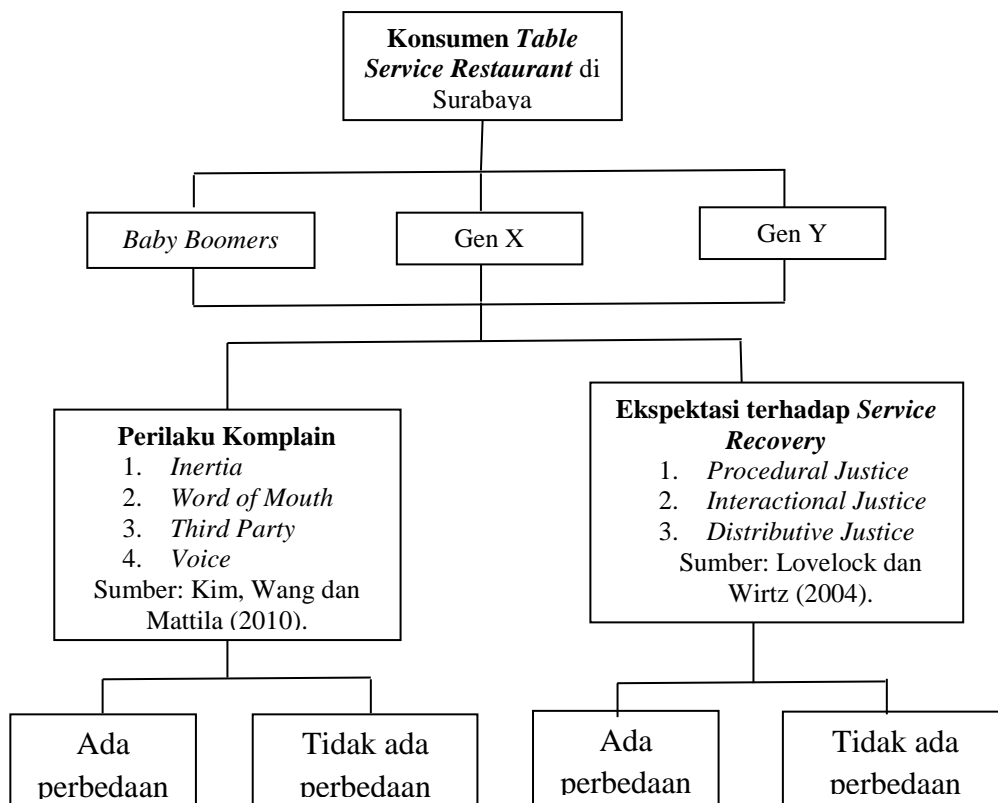 Konsumen Table
Service Restaurant di
Surabaya
Baby Boomers
Gen X
Gen Y
Perilaku Komplain
1. Inertia
2. Word of Mouth
3. Third Party
4. Voice
Sumber: Kim, Wang dan
Mattila (2010).
Ekspektasi terhadap Service
Recovery
1. Procedural Justice
2. Interactional Justice
3. Distributive Justice
Sumber: Lovelock dan
Wirtz (2004).
Ada
perbedaan
Tidak ada
perbedaan
Ada
perbedaan
Tidak ada
perbedaan